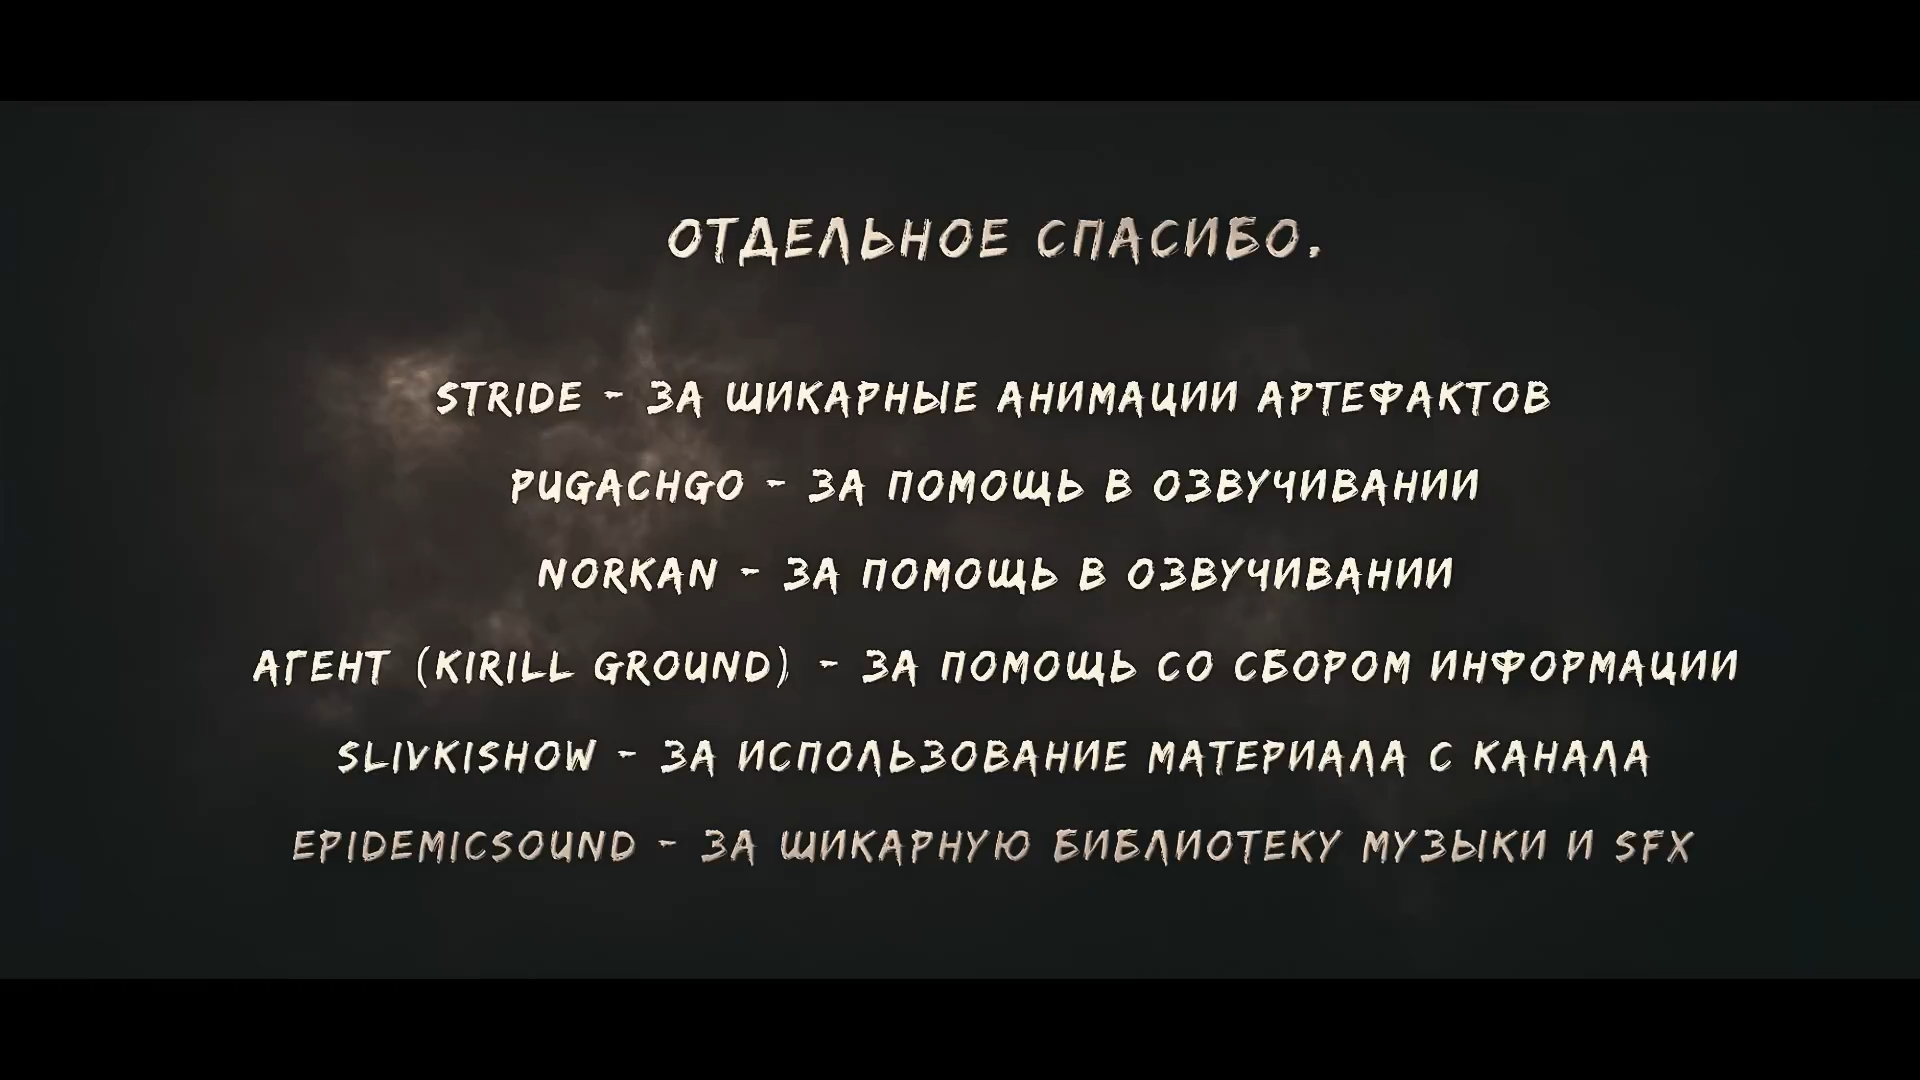 ОТДЕЛЬНОЕ СПАСИБО.
STRIDE - ЗА ШИКАРНЫЕ АНИМАЦИИ АРТЕФАКТОВ
PUGACHGO - ЗА ПОМОЩЬ В ОЗВУЧИВАНИИ
NORKAN - ЗА ПОМОЩЬ В ОЗВУЧИВАНИИ
АГЕНТ (KIRILL GROUND) - ЗА ПОМОЩЬ СО СБОРОМ ИНФОРМАЦИИ
SLIVKISHOW - ЗА ИСПОЛЬЗОВАНИЕ МАТЕРИАЛА С КАНАЛА
EPIDEMICSOUND - ЗА ШИКАРНУЮ БИБЛИОТЕКУ МУЗЫКИ И SFX